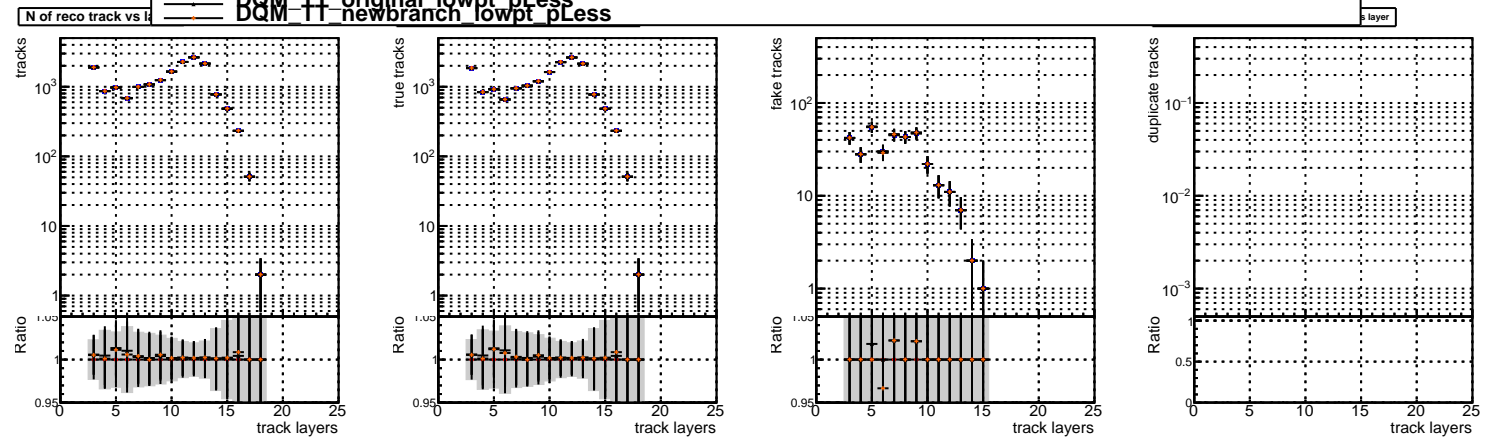 DQM_TT_original_lowpt_pLess
DQM_TT_newbranch_lowpt_pLess
N of reco track vs la
s layer
tracks
10³
10²
10
1
Ratio
1.05
1
0.95
0 5 10 15 20 25
track layers
true tracks
10³
10²
10
1
Ratio
1.05
1
0.95
0 5 10 15 20 25
track layers
fake tracks
10²
10
1
Ratio
1.05
1
0.95
0 5 10 15 20 25
track layers
duplicate tracks
10⁻¹
10⁻²
10⁻³
Ratio
1
0.5
0
0 5 10 15 20 25
track layers